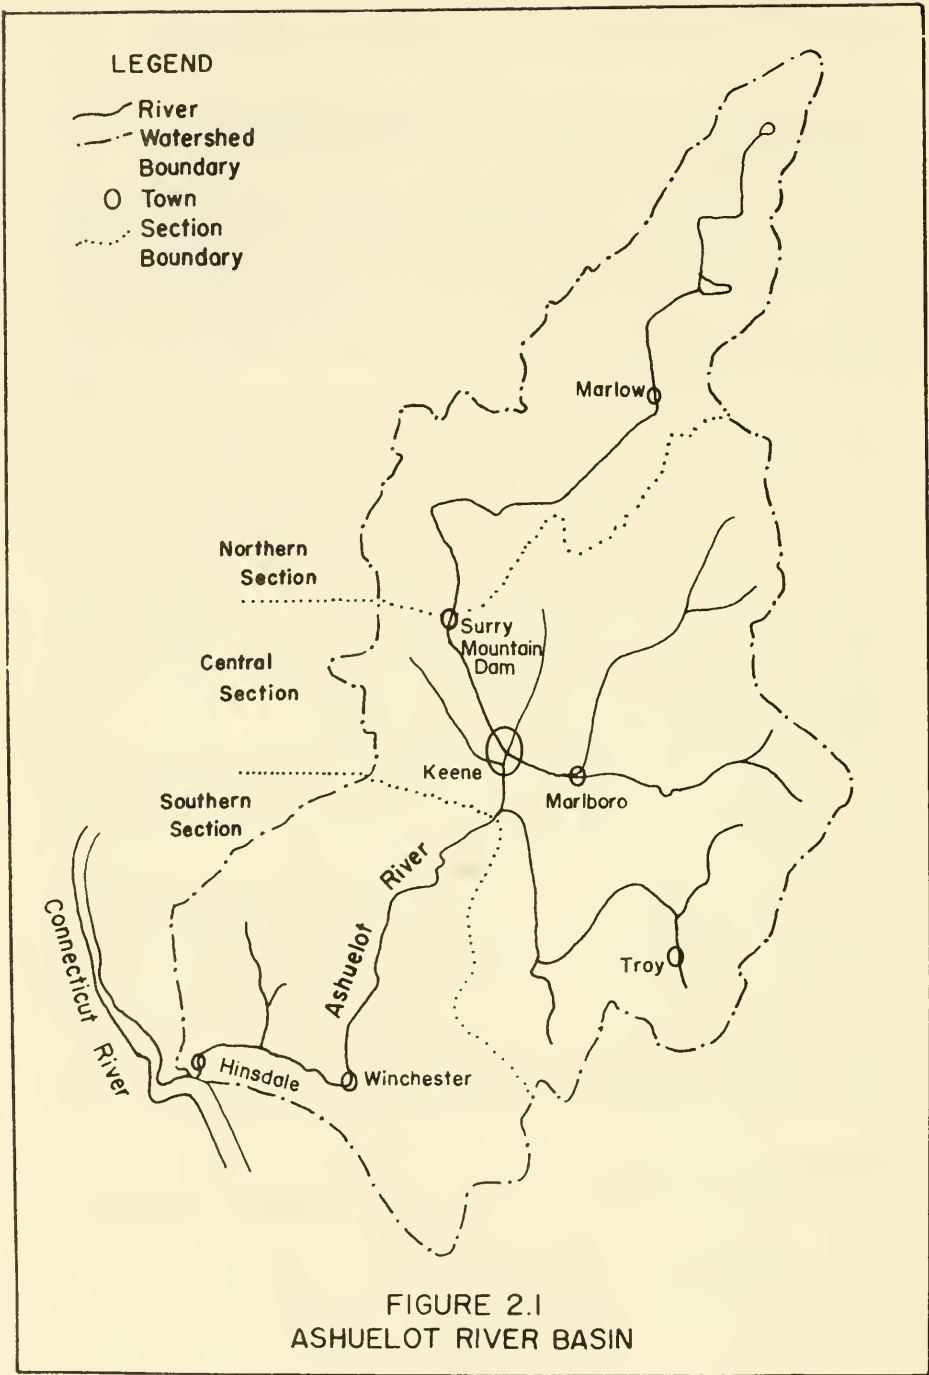 LEGEND
River
Watershed
Boundary
Town
Section
Boundary
Marlow
Northern
Section
Surry
Mountain
Dam
Central
Section
Keene
Marlboro
Southern
Section
River
Ashuelot
Connecticut River
Troy
Hinsdale
Winchester
FIGURE 2.1
ASHUELOT RIVER BASIN